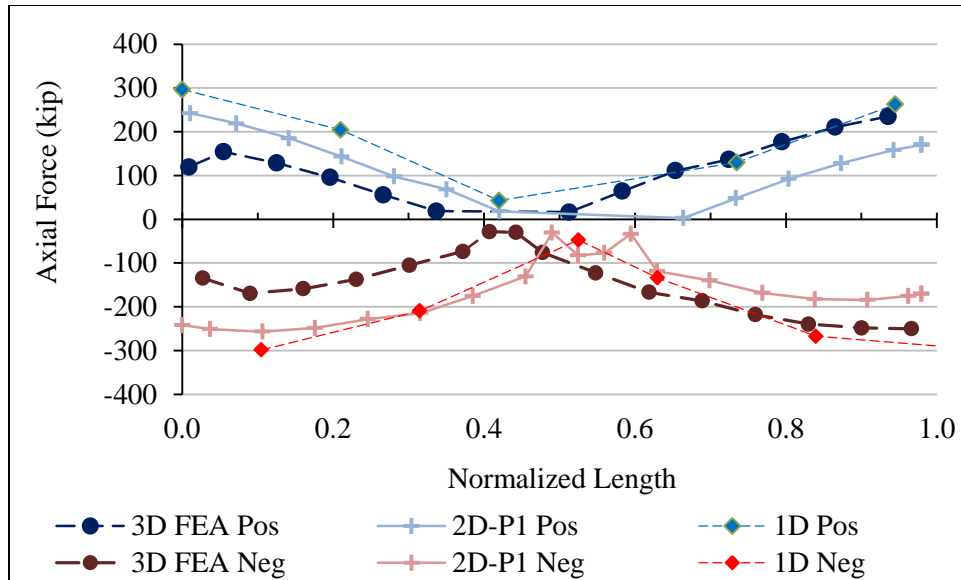 400
300
200
100
0
-100
-200
-300
-400
Axial Force (kip)
0.0 0.2 0.4 0.6 0.8 1.0
Normalized Length
3D FEA Pos 2D-P1 Pos 1D Pos
3D FEA Neg 2D-P1 Neg 1D Neg